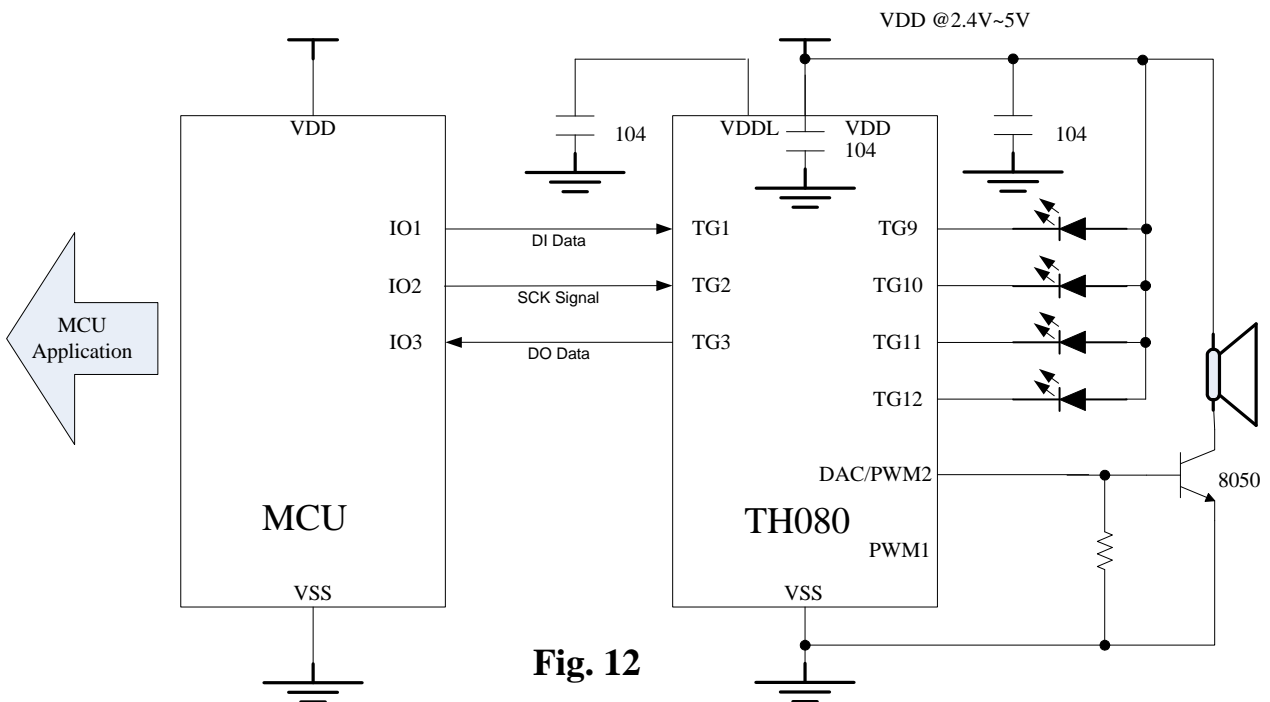 VDD @2.4V~5V
VDD
104
VDDL
VDD
104
104
IO1
DI Data
TG1
TG9
IO2
SCK Signal
TG2
TG10
MCU
Application
IO3
DO Data
TG3
TG11
TG12
DAC/PWM2
8050
MCU
TH080
PWM1
VSS
VSS
Fig. 12